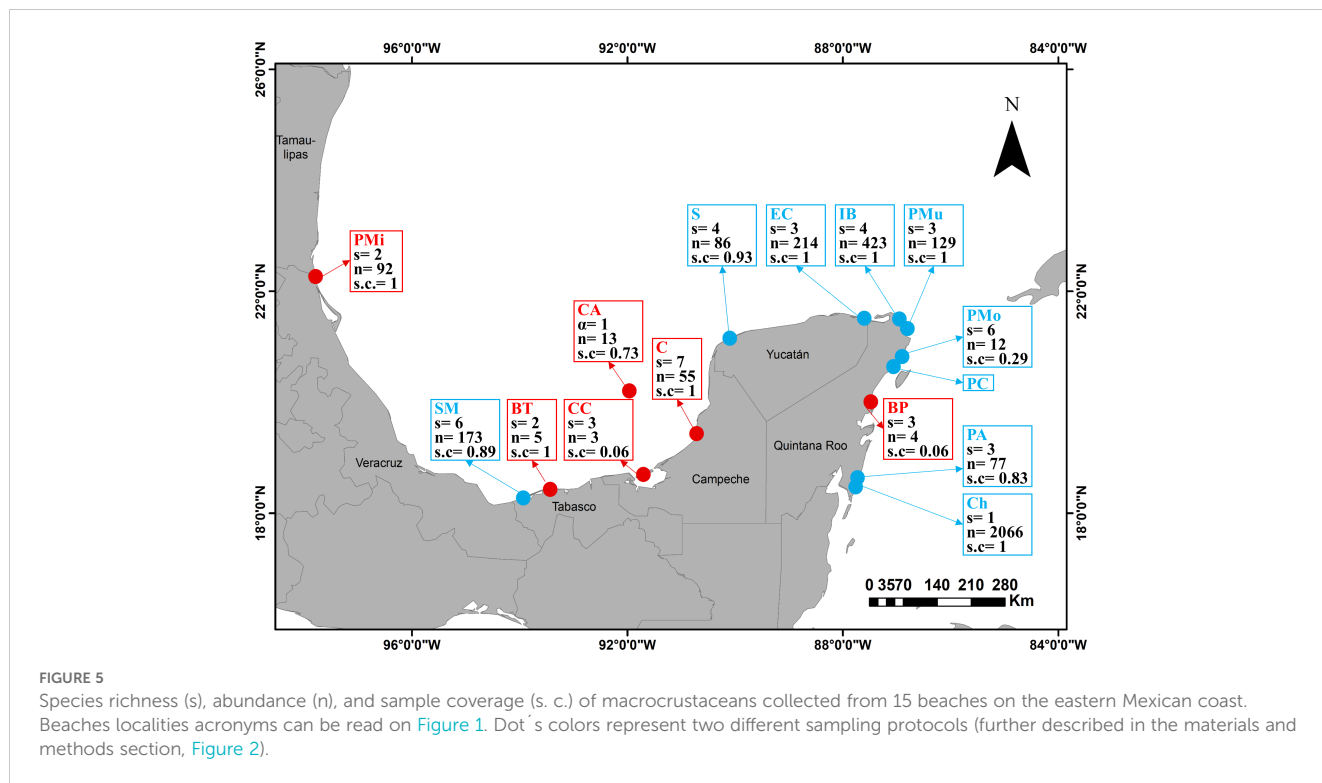 96°0'0"W
92°0'0"W
88°0'0"W
84°0'0"W
26°0'0"N
22°0'0"N
18°0'0"N
26°0'0"N
22°0'0"N
18°0'0"N
N
Tamau-
lipas
PMi
s= 2
n= 92
s.c.= 1
CA
α= 1
n= 13
s.c= 0.73
C
s= 7
n= 55
s.c= 1
S
s= 4
n= 86
s.c= 0.93
EC
s= 3
n= 214
s.c= 1
IB
s= 4
n= 423
s.c= 1
PMu
s= 3
n= 129
s.c= 1
PMo
s= 6
n= 12
s.c= 0.29
PC
BP
s= 3
n= 4
s.c= 0.06
PA
s= 3
n= 77
s.c= 0.83
Ch
s= 1
n= 2066
s.c= 1
SM
s= 6
n= 173
s.c= 0.89
BT
s= 2
n= 5
s.c= 1
CC
s= 3
n= 3
s.c= 0.06
Yucatán
Quintana Roo
Campeche
Tabasco
Veracruz
0 3570 140 210 280
Km
96°0'0"W
92°0'0"W
88°0'0"W
84°0'0"W
FIGURE 5
Species richness (s), abundance (n), and sample coverage (s. c.) of macrocrustaceans collected from 15 beaches on the eastern Mexican coast.
Beaches localities acronyms can be read on Figure 1. Dot´s colors represent two different sampling protocols (further described in the materials and
methods section, Figure 2).